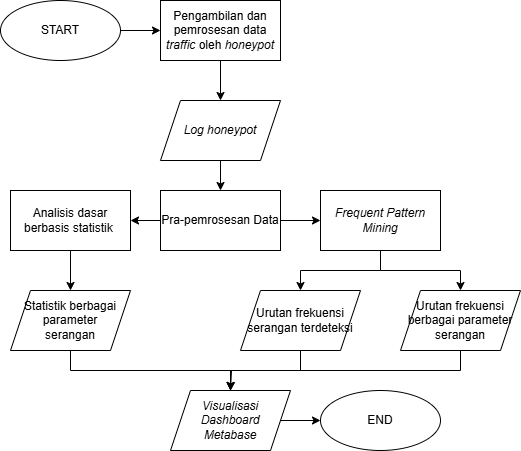 START
Pengambilan dan
pemrosesan data
traffic oleh honeypot
Log honeypot
Analisis dasar
berbasis statistik
Pra-pemrosesan Data
Frequent Pattern
Mining
Statistik berbagai
parameter
serangan
Urutan frekuensi
serangan terdeteksi
Urutan frekuensi
berbagai parameter
serangan
Visualisasi
Dashboard
Metabase
END